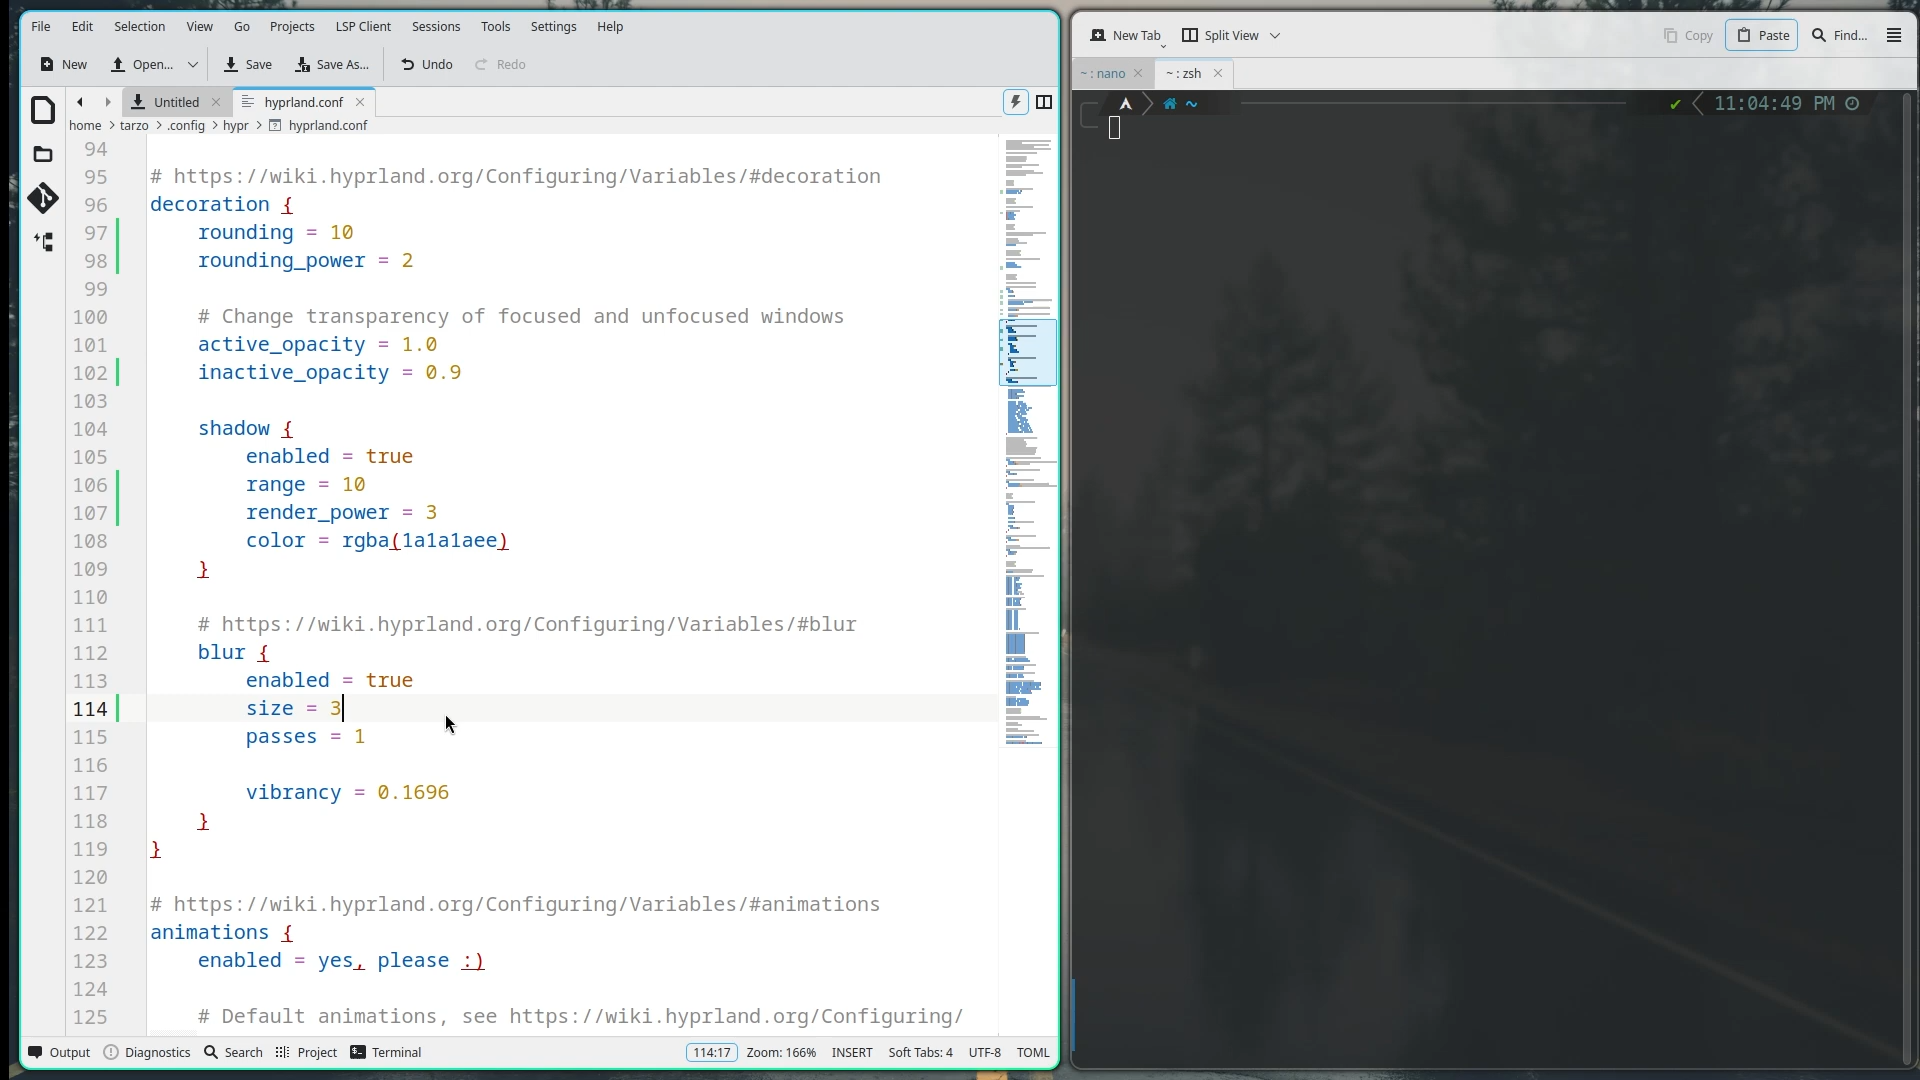 File Edit Selection View Go Projects LSP Client Sessions Tools Settings Help
New Open... Save Save As... Undo Redo
Untitled hyprland.conf
home > tarzo > .config > hypr > hyprland.conf
94
95 # https://wiki.hyprland.org/Configuring/Variables/#decoration
96 decoration {
97 rounding = 10
98 rounding_power = 2
99
100 # Change transparency of focused and unfocused windows
101 active_opacity = 1.0
102 inactive_opacity = 0.9
103
104 shadow {
105 enabled = true
106 range = 10
107 render_power = 3
108 color = rgba(1a1a1aee)
109 }
110
111 # https://wiki.hyprland.org/Configuring/Variables/#blur
112 blur {
113 enabled = true
114 size = 3
115 passes = 1
116
117 vibrancy = 0.1696
118 }
119 }
120
121 # https://wiki.hyprland.org/Configuring/Variables/#animations
122 animations {
123 enabled = yes, please :)
124
125 # Default animations, see https://wiki.hyprland.org/Configuring/
Output Diagnostics Search Project Terminal 114:17 Zoom: 166% INSERT Soft Tabs: 4 UTF-8 TOML
New Tab Split View Copy Paste Find...
~ : nano ~ : zsh
~ 11:04:49 PM